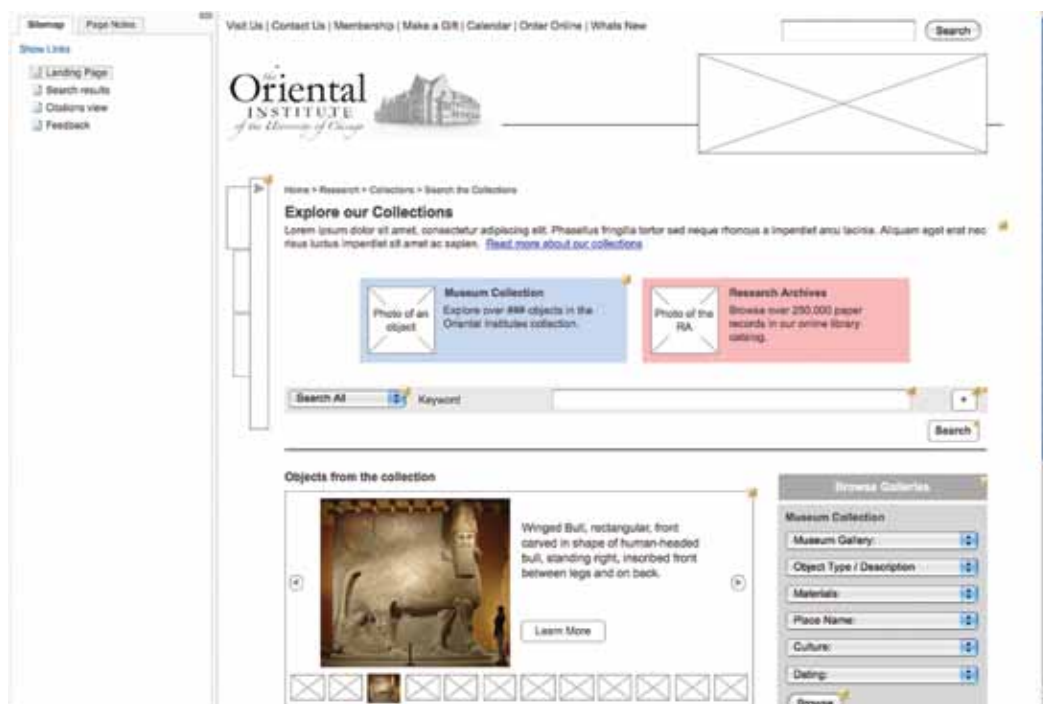 Sitemap
Page Notes
Show Links
Landing Page
Search results
Citations view
Feedback
Visit Us | Contact Us | Membership | Make a Gift | Calendar | Order Online | Whats New
Search
the
Oriental
INSTITUTE
of the University of Chicago
Home > Research > Collections > Search the Collections
Explore our Collections
Lorem ipsum dolor sit amet, consectetur adipiscing elit. Phasellus fringilla tortor sed neque rhoncus a imperdiet arcu lacinia. Aliquam eget erat nec
risus luctus imperdiet sit amet ac sapien. Read more about our collections
Photo of an
object
Museum Collection
Explore over ### objects in the
Oriental Institutes collection.
Photo of the
RA
Research Archives
Browse over 250,000 paper
records in our online library
catalog.
Search All
Keyword
+
Search
Objects from the collection
Winged Bull, rectangular, front
carved in shape of human-headed
bull, standing right, inscribed front
between legs and on back.
Learn More
Browse Galleries
Museum Collection
Museum Gallery:
Object Type / Description
Materials:
Place Name:
Culture:
Dating:
Browse